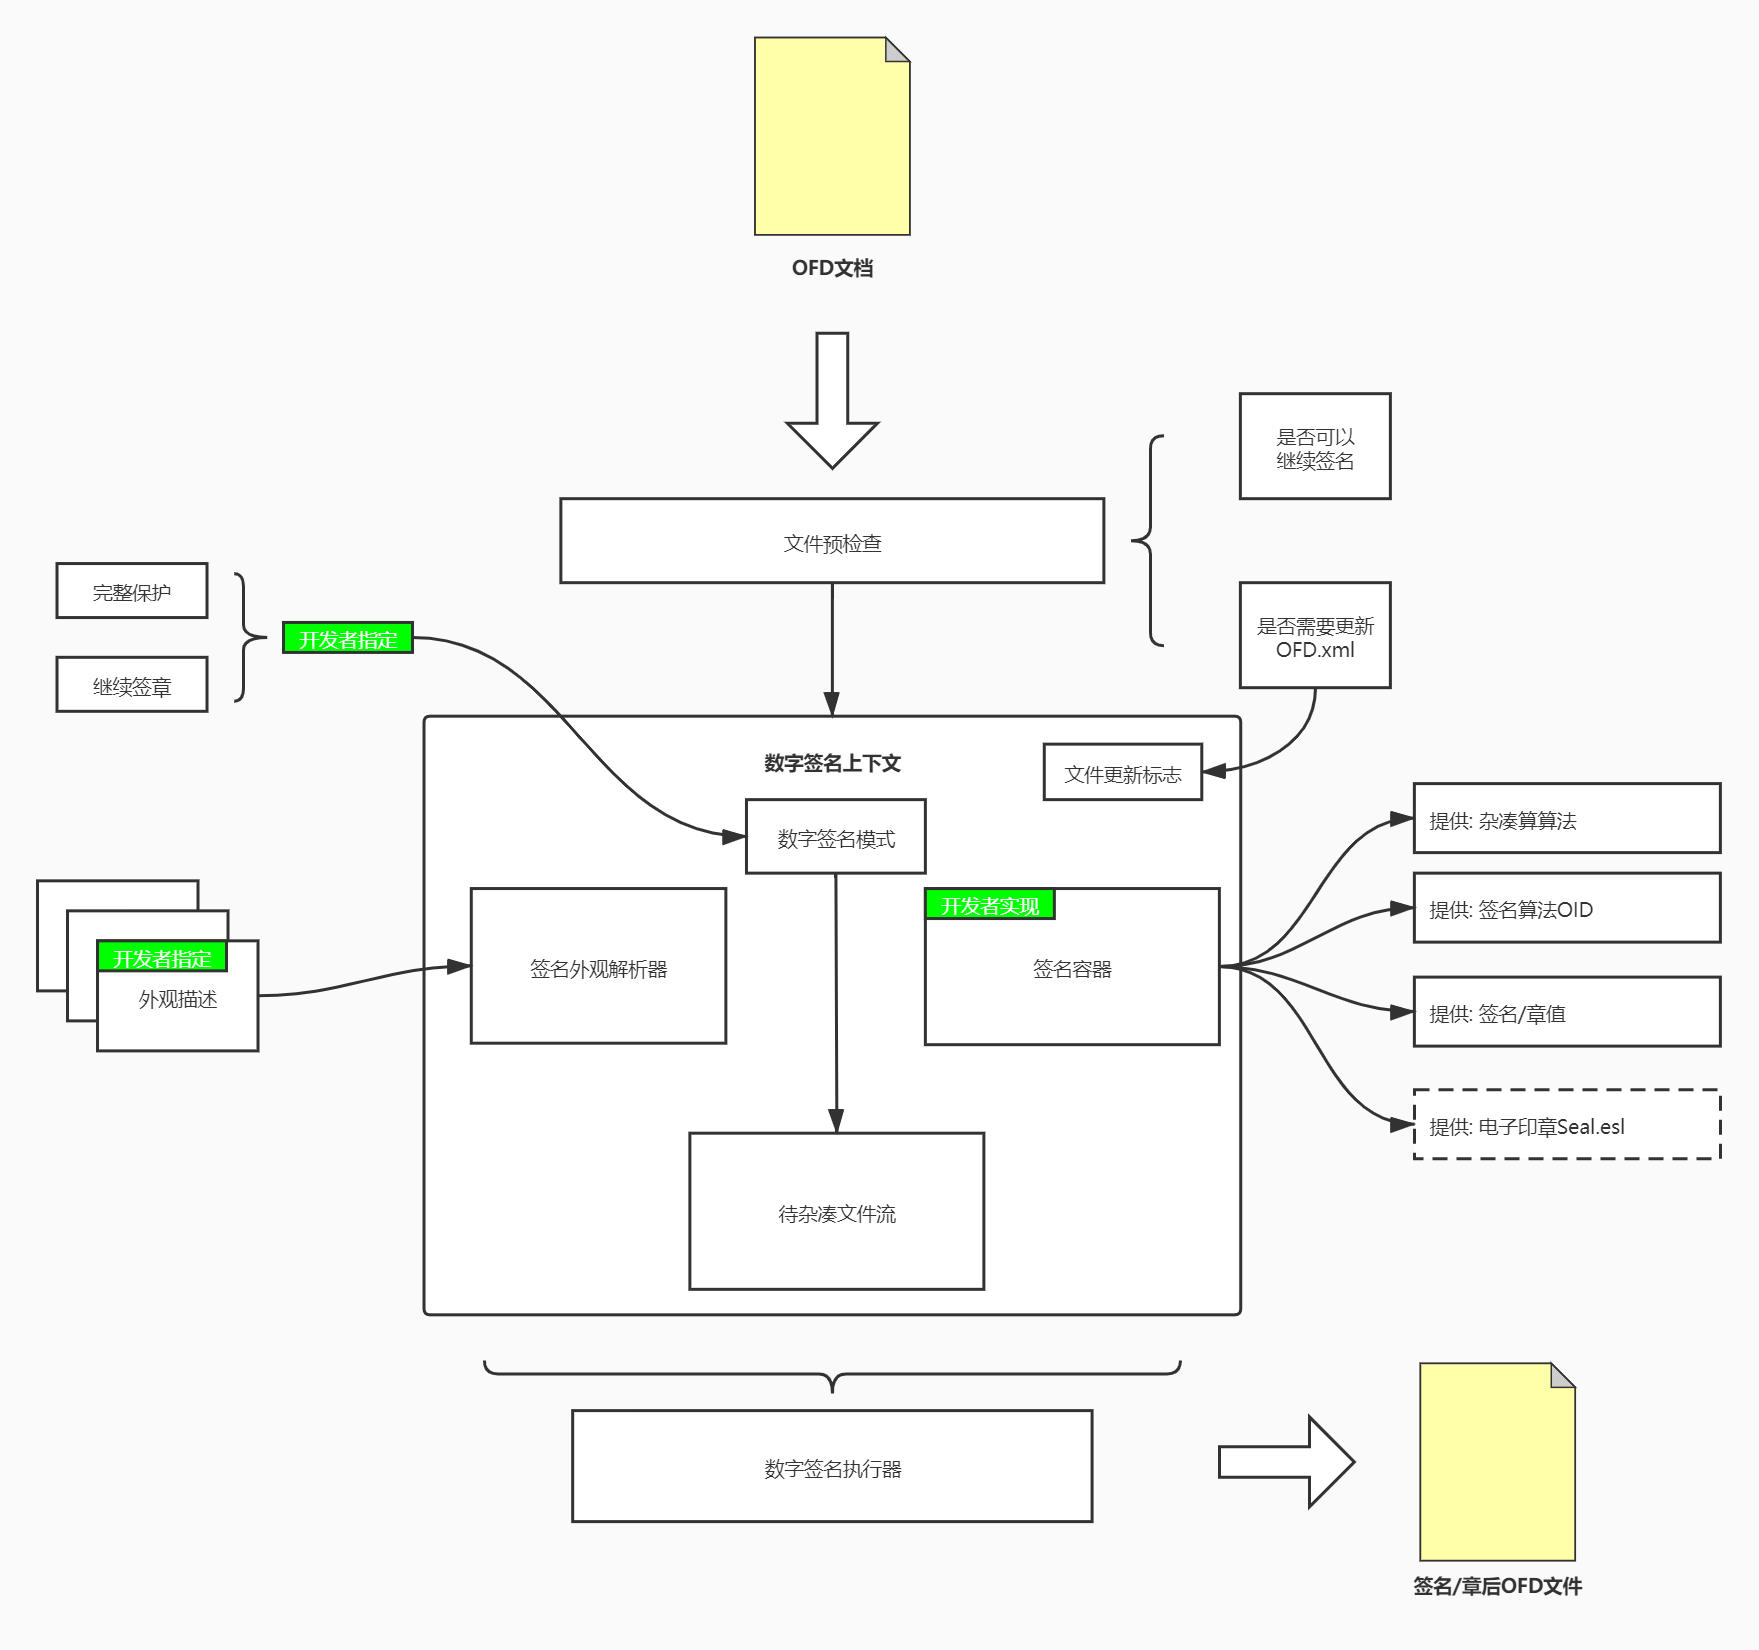 OFD文档
是否可以
继续签名
文件预检查
完整保护
开发者指定
继续签章
是否需要更新
OFD.xml
数字签名上下文
文件更新标志
数字签名模式
提供: 杂凑算算法
开发者实现
提供: 签名算法OID
开发者指定
外观描述
签名外观解析器
签名容器
提供: 签名/章值
提供: 电子印章Seal.esl
待杂凑文件流
数字签名执行器
签名/章后OFD文件